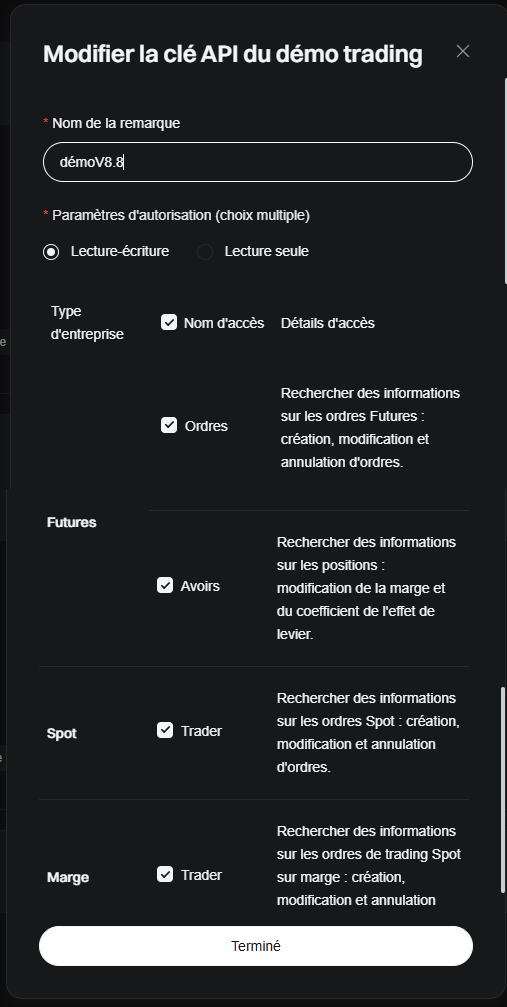 Modifier la clé API du démo trading
* Nom de la remarque
démoV8.8
* Paramètres d'autorisation (choix multiple)
Lecture-écriture
Lecture seule
Type
d'entreprise
Nom d'accès
Détails d'accès
Ordres
Rechercher des informations
sur les ordres Futures :
création, modification et
annulation d'ordres.
Futures
Avoirs
Rechercher des informations
sur les positions :
modification de la marge et
du coefficient de l'effet de
levier.
Spot
Trader
Rechercher des informations
sur les ordres Spot : création,
modification et annulation
d'ordres.
Marge
Trader
Rechercher des informations
sur les ordres de trading Spot
sur marge : création,
modification et annulation
Terminé